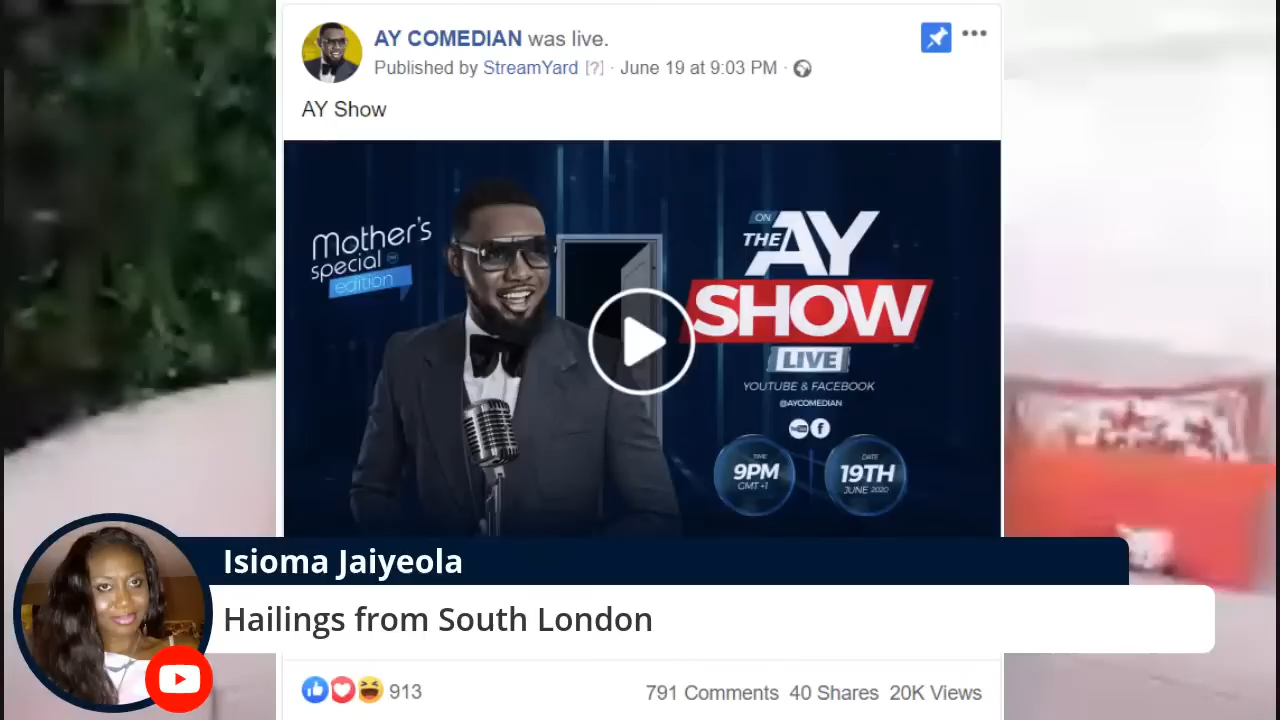 AY COMEDIAN was live.
Published by StreamYard [?] · June 19 at 9:03 PM ·
AY Show
Mother's
special
edition
ON
THE AY
SHOW
LIVE
YOUTUBE & FACEBOOK
@AYCOMEDIAN
TIME
9PM
GMT +1
DATE
19TH
JUNE 2020
Isioma Jaiyeola
Hailings from South London
913
791 Comments 40 Shares 20K Views